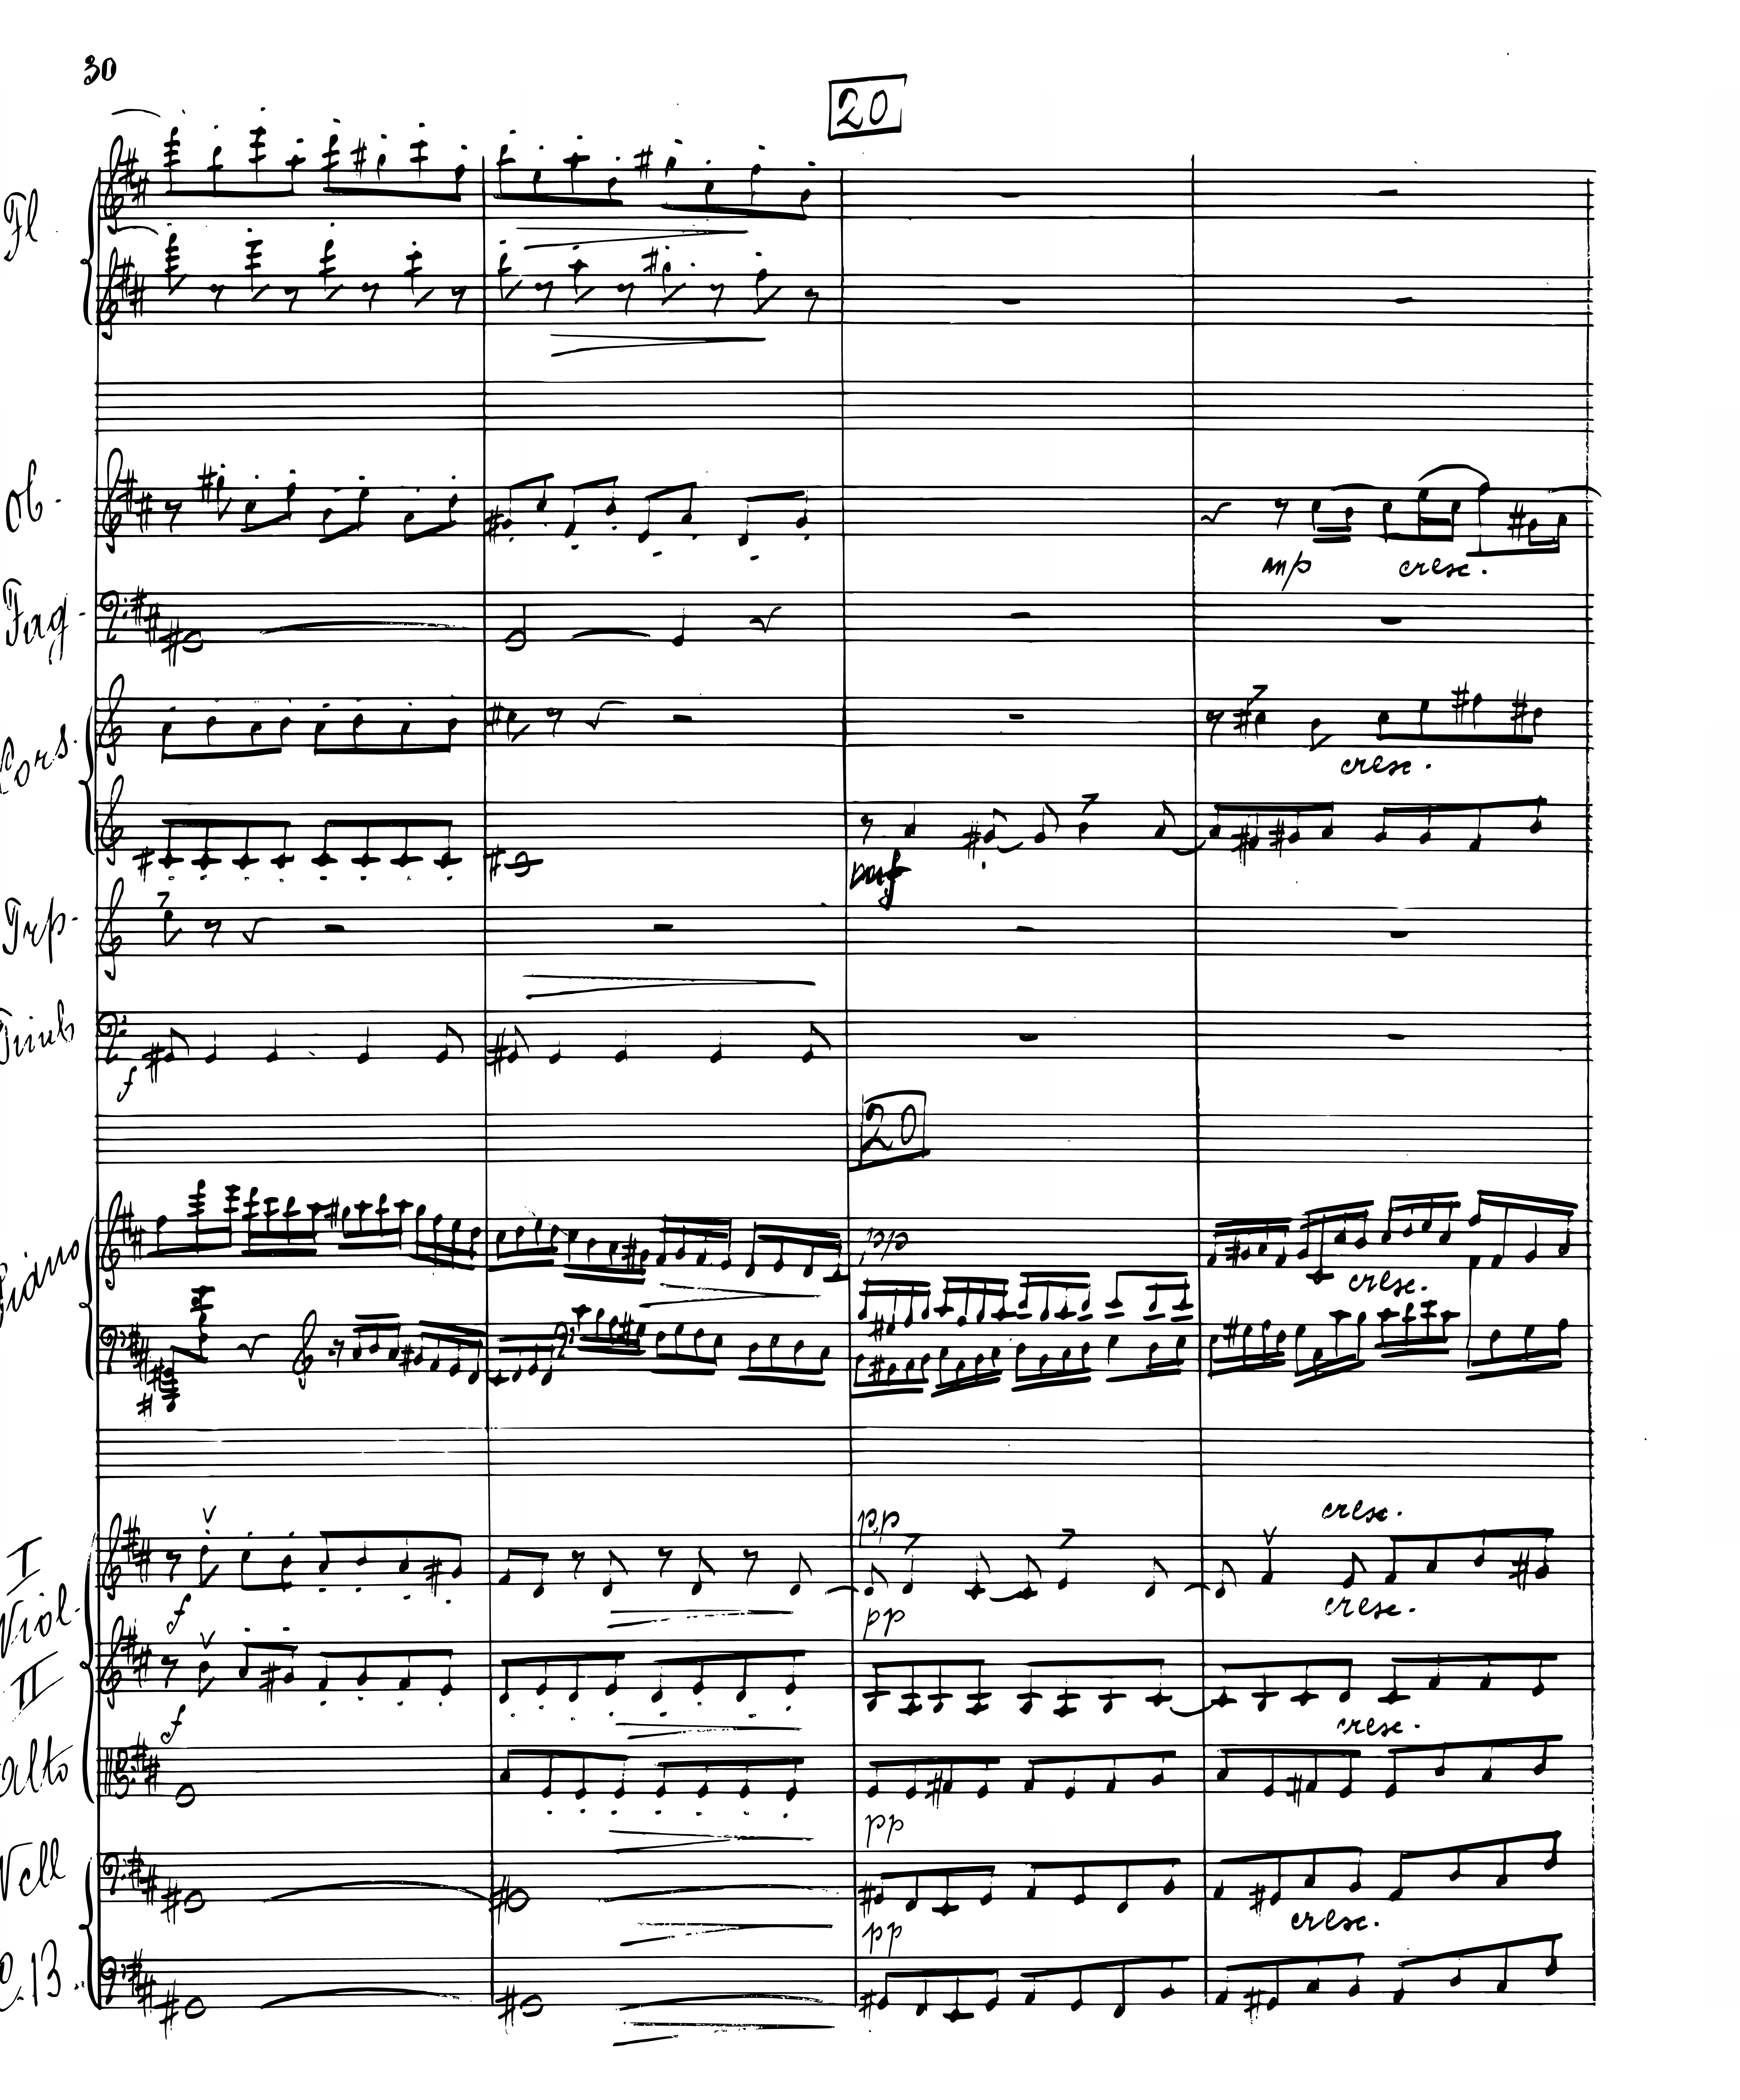 30
20
Fl.
Ob.
mp cresc.
Fag.
Cors.
cresc.
Trp.
Timb
f
20
Piano
pp
cresc.
pp cresc.
I
Viol.
f
pp cresc.
II
f
cresc.
Alto
pp
Vcll
cresc.
pp
C.B.